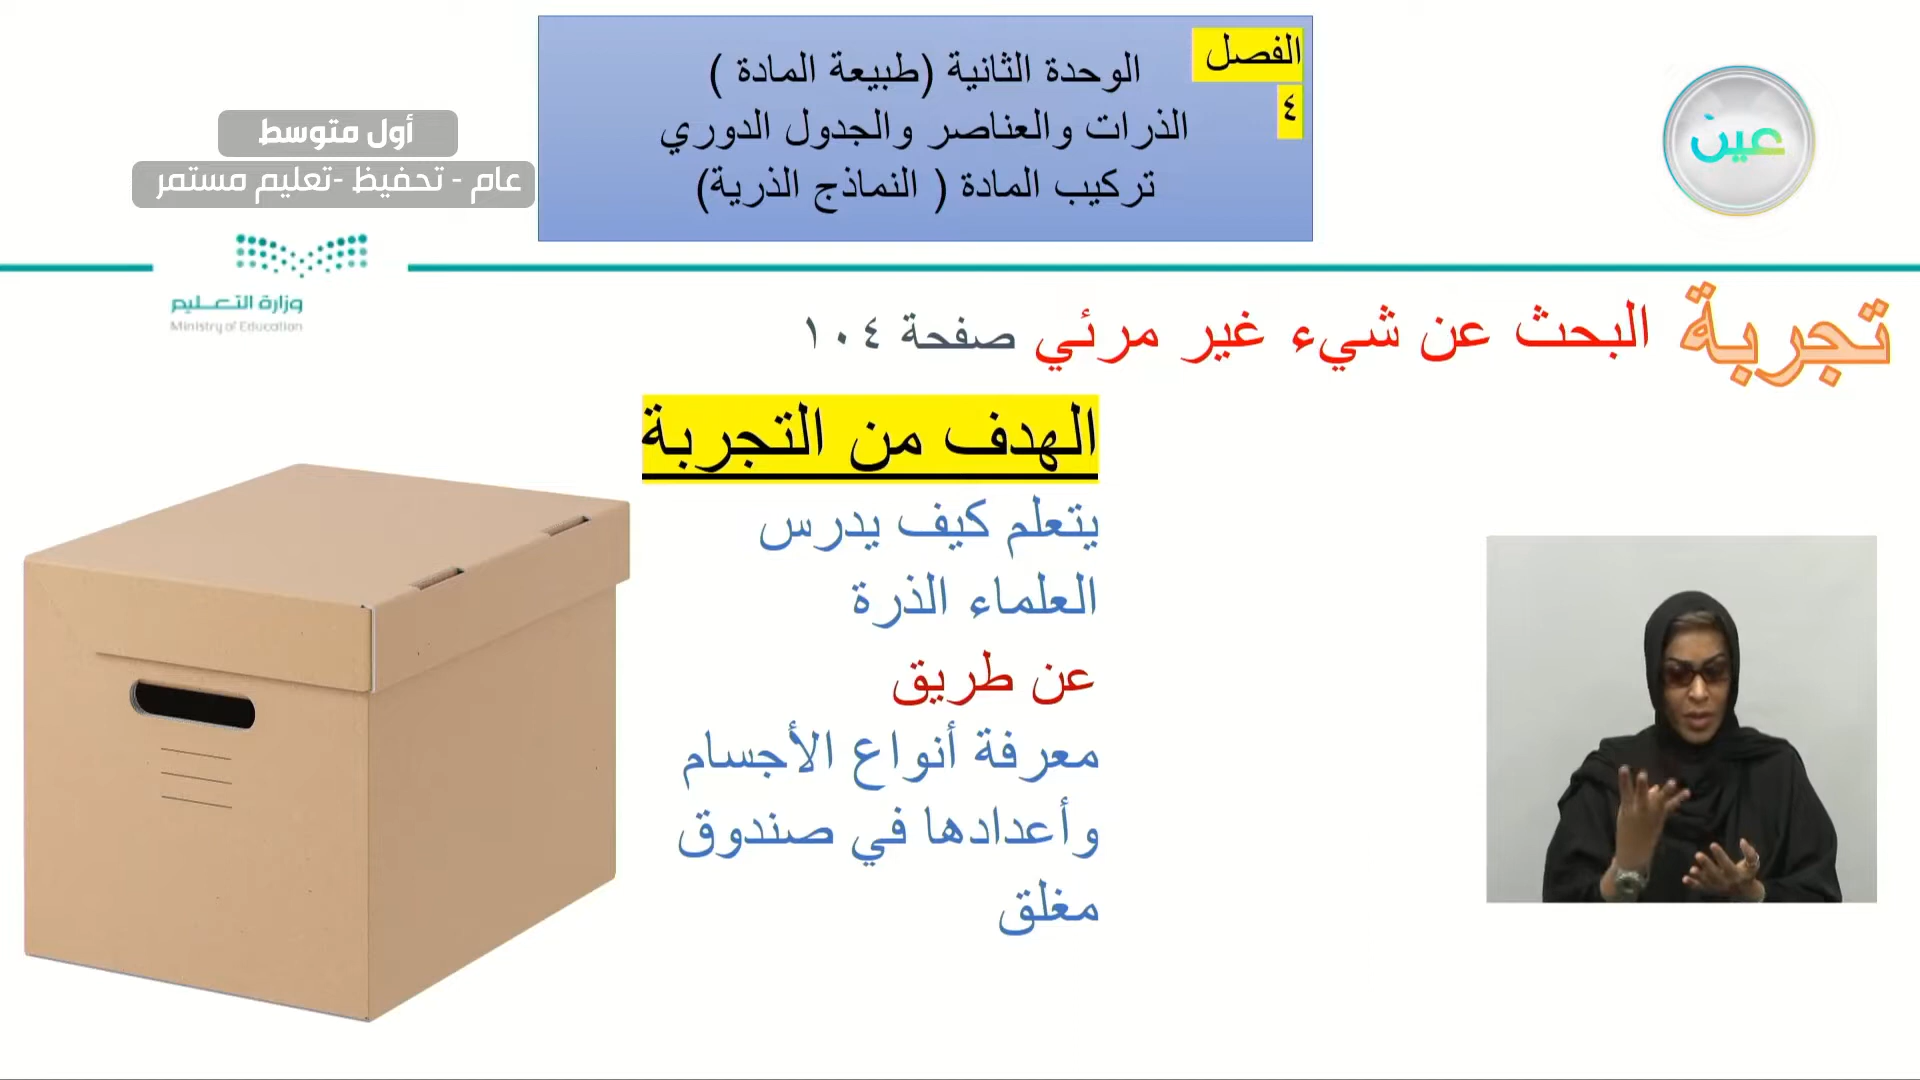 الفصل
٤
الوحدة الثانية (طبيعة المادة )
الذرات والعناصر والجدول الدوري
تركيب المادة ( النماذج الذرية)
عين
أول متوسط
عام - تحفيظ -تعليم مستمر
وزارة التعـليم
Ministry of Education
تجربة البحث عن شيء غير مرئي صفحة ١٠٤
الهدف من التجربة
يتعلم كيف يدرس
العلماء الذرة
عن طريق
معرفة أنواع الأجسام
وأعدادها في صندوق
مغلق